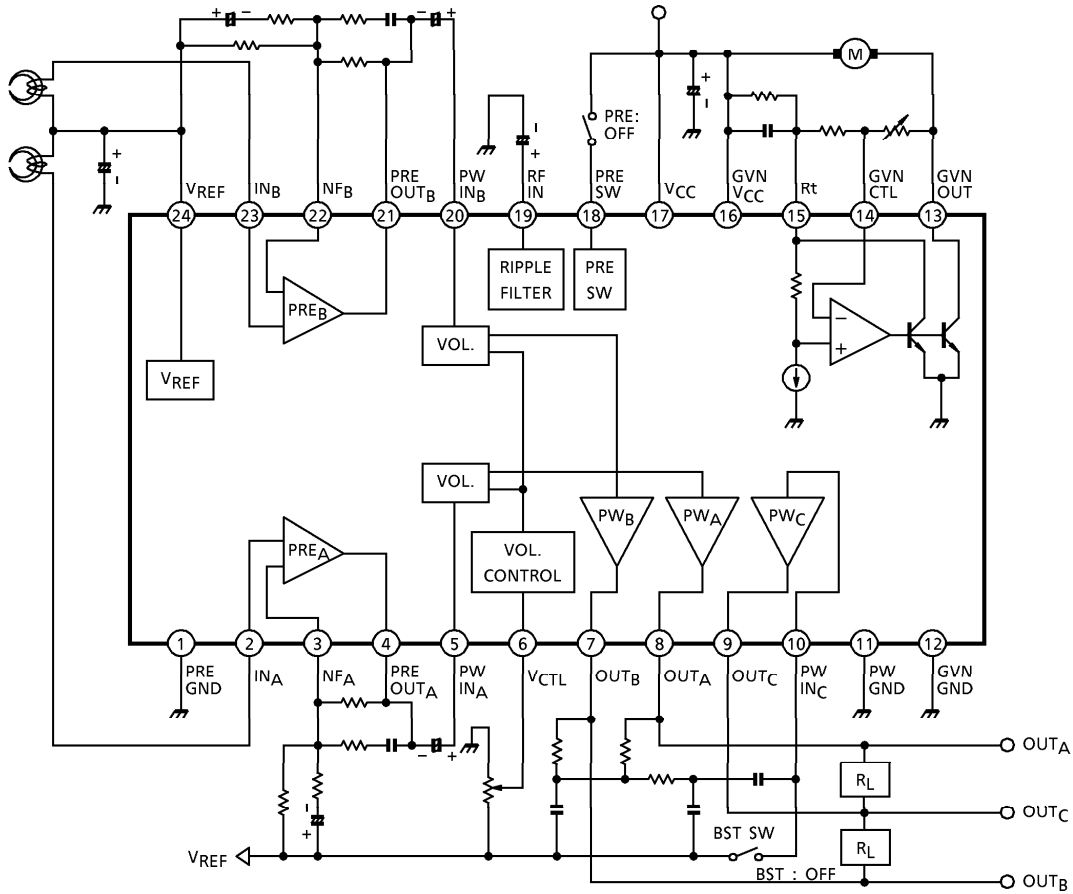 + − − +
M
PRE:
OFF
+
−
−
+
+
−
VREF INB NFB PRE
OUTB PW
INB RF
IN PRE
SW VCC GVN
VCC Rt GVN
CTL GVN
OUT
24 23 22 21 20 19 18 17 16 15 14 13
RIPPLE
FILTER
PRE
SW
PREB
−
+
VOL.
VREF
VOL.
PWB PWA PWC
PREA
VOL.
CONTROL
1 2 3 4 5 6 7 8 9 10 11 12
PRE
GND INA NFA PRE
OUTA PW
INA VCTL OUTB OUTA OUTC PW
INC PW
GND GVN
GND
− +
OUTA
RL
−
+
OUTC
BST SW
RL
VREF
BST : OFF
OUTB